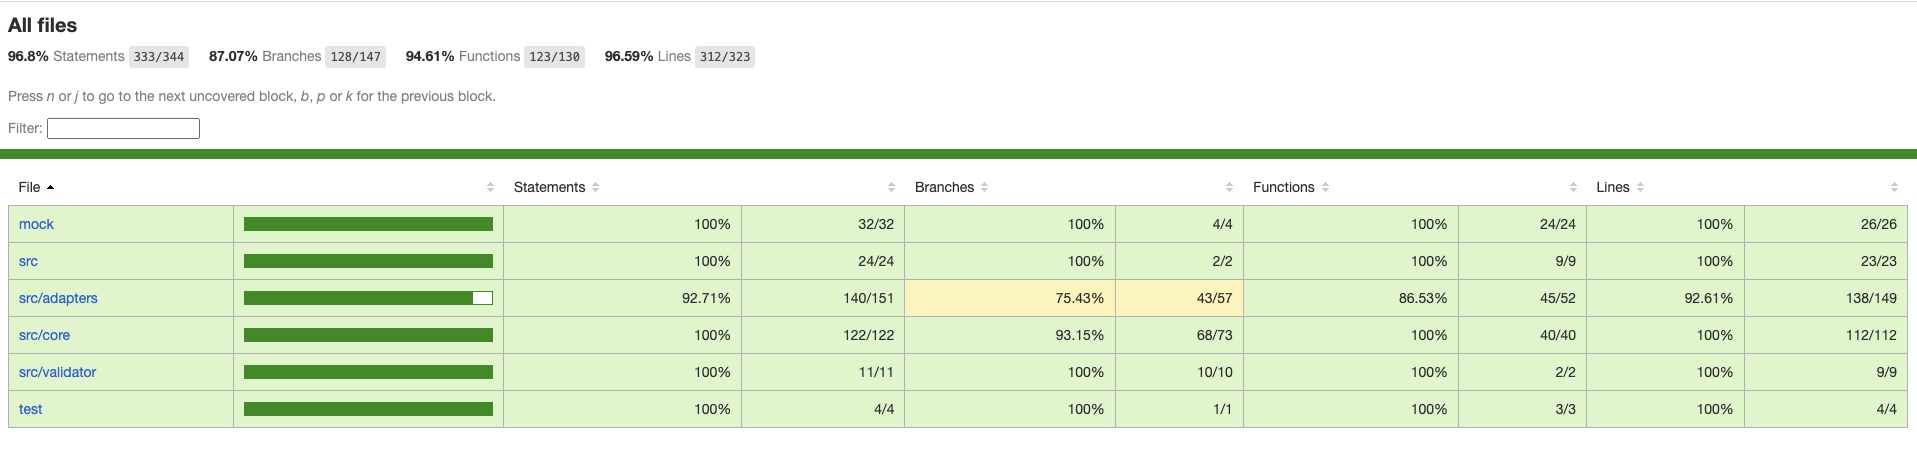 All files
96.8% Statements 333/344 87.07% Branches 128/147 94.61% Functions 123/130 96.59% Lines 312/323
Press n or j to go to the next uncovered block, b, p or k for the previous block.
Filter:
File Statements Branches Functions Lines
mock 100% 32/32 100% 4/4 100% 24/24 100% 26/26
src 100% 24/24 100% 2/2 100% 9/9 100% 23/23
src/adapters 92.71% 140/151 75.43% 43/57 86.53% 45/52 92.61% 138/149
src/core 100% 122/122 93.15% 68/73 100% 40/40 100% 112/112
src/validator 100% 11/11 100% 10/10 100% 2/2 100% 9/9
test 100% 4/4 100% 1/1 100% 3/3 100% 4/4